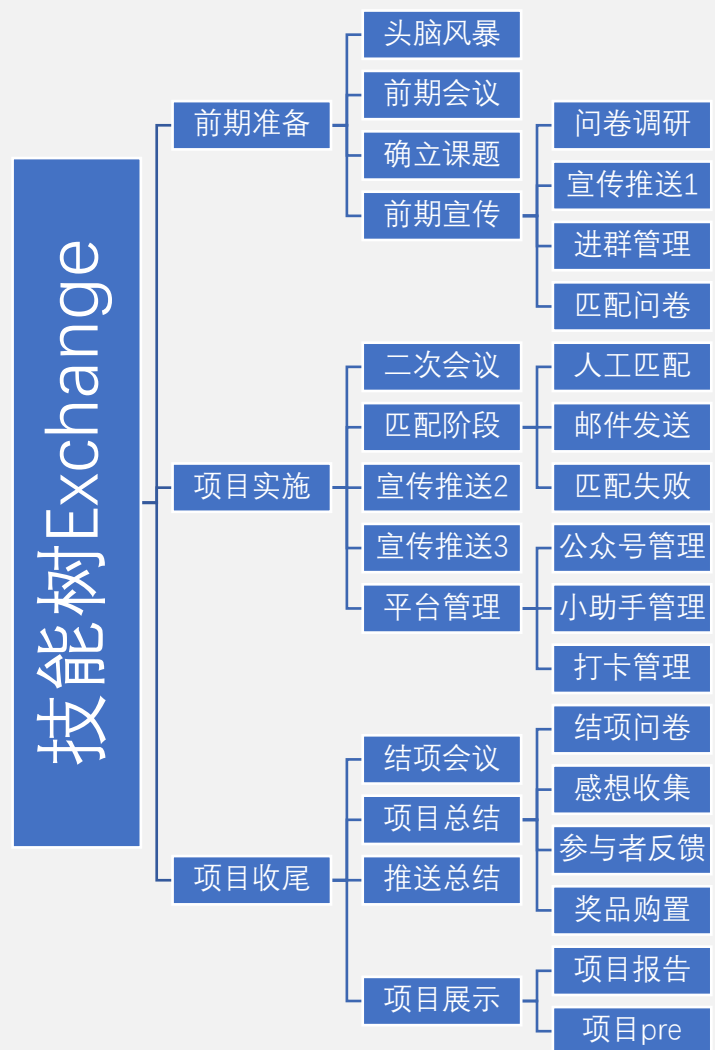 技能树Exchange
前期准备
头脑风暴
前期会议
确立课题
前期宣传
问卷调研
宣传推送1
进群管理
匹配问卷
项目实施
二次会议
匹配阶段
人工匹配
邮件发送
匹配失败
宣传推送2
宣传推送3
平台管理
公众号管理
小助手管理
打卡管理
项目收尾
结项会议
项目总结
结项问卷
感想收集
参与者反馈
奖品购置
推送总结
项目展示
项目报告
项目pre